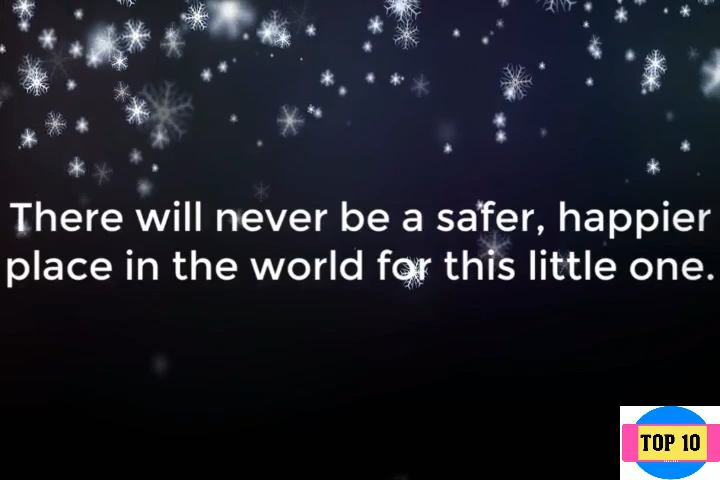 There will never be a safer, happier
place in the world for this little one.
TOP 10